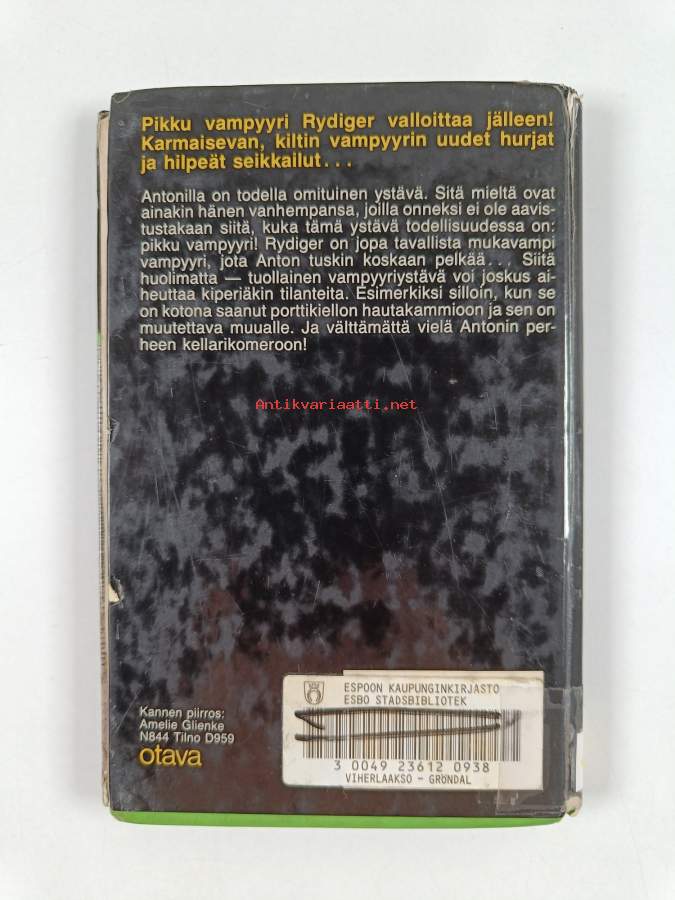 Pikku vampyyri Rydiger valloittaa jälleen!
Karmaisevan, kiltin vampyyrin uudet hurjat
ja hilpeät seikkailut...
Antonilla on todella omituinen ystävä. Sitä mieltä ovat
ainakin hänen vanhempansa, joilla onneksi ei ole aavis-
tustakaan siitä, kuka tämä ystävä todellisuudessa on:
pikku vampyyri! Rydiger on jopa tavallista mukavampi
vampyyri, jota Anton tuskin koskaan pelkää... Siitä
huolimatta — tuollainen vampyyriystävä voi joskus ai-
heuttaa kiperiäkin tilanteita. Esimerkiksi silloin, kun se
on kotona saanut porttikiellon hautakammioon ja sen on
muutettava muualle. Ja välttämättä vielä Antonin per-
heen kellarikomeroon!
Antikvariaatti.net
Kannen piirros:
Amelie Glienke
N844 Tilno D959
otava
ESPOON KAUPUNGINKIRJASTO
ESBO STADSBIBLIOTEK
3 0049 23612 0938
VIHERLAAKSO - GRÖNDAL